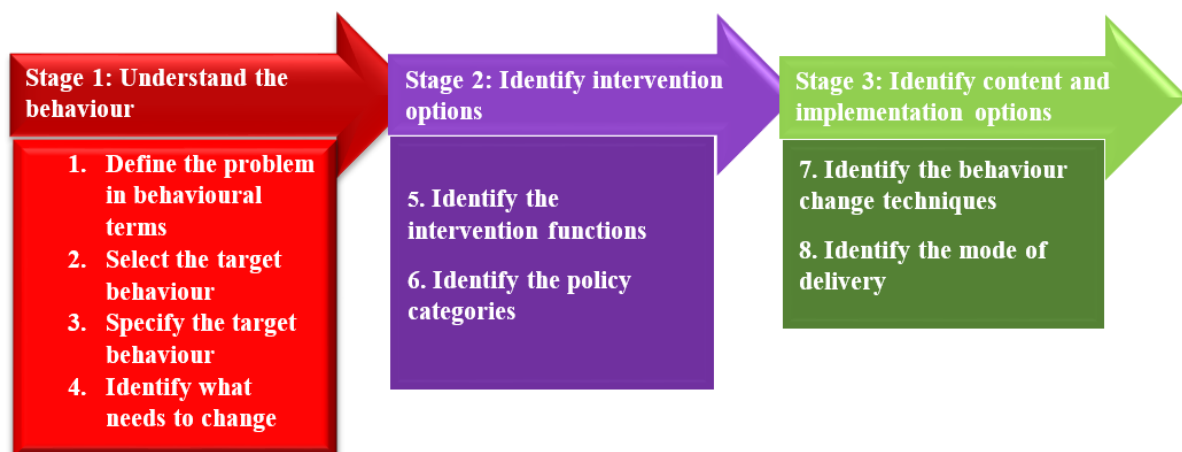 Stage 1: Understand the
behaviour
1. Define the problem
in behavioural
terms
2. Select the target
behaviour
3. Specify the target
behaviour
4. Identify what
needs to change
Stage 2: Identify intervention
options
5. Identify the
intervention functions
6. Identify the policy
categories
Stage 3: Identify content and
implementation options
7. Identify the behaviour
change techniques
8. Identify the mode of
delivery